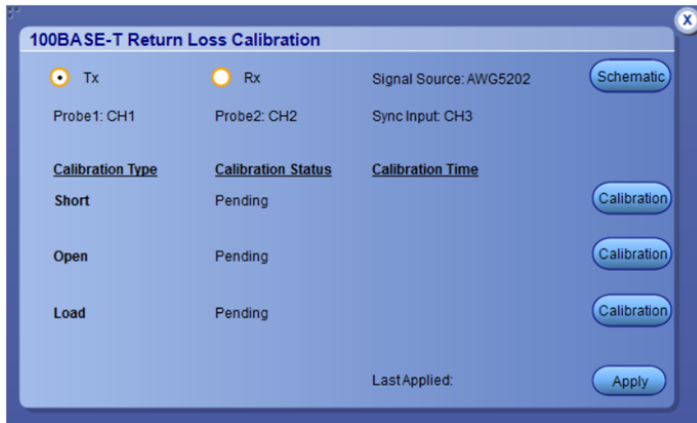 X
100BASE-T Return Loss Calibration
Tx Rx Signal Source: AWG5202 Schematic
Probe1: CH1 Probe2: CH2 Sync Input: CH3
Calibration Type Calibration Status Calibration Time
Short Pending Calibration
Open Pending Calibration
Load Pending Calibration
Last Applied: Apply